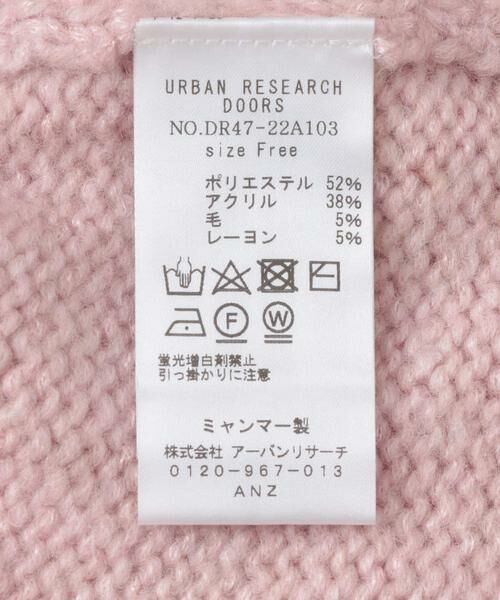 URBAN RESEARCH
DOORS
NO.DR47-22A103
size Free
ポリエステル 52%
アクリル 38%
毛 5%
レーヨン 5%
F W
蛍光増白剤禁止
引っ掛かりに注意
ミャンマー製
株式会社 アーバンリサーチ
0120-967-013
ANZ